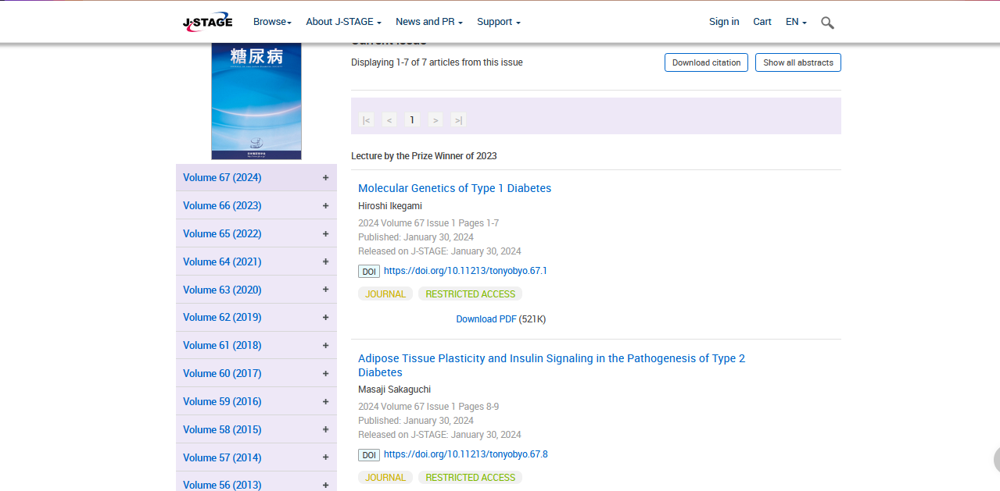 J-STAGE
Browse
About J-STAGE
News and PR
Support
Sign in
Cart
EN
糖尿病
Current issue
Displaying 1-7 of 7 articles from this issue
Download citation
Show all abstracts
|<
<
1
>
>|
Volume 67 (2024) +
Volume 66 (2023) +
Volume 65 (2022) +
Volume 64 (2021) +
Volume 63 (2020) +
Volume 62 (2019) +
Volume 61 (2018) +
Volume 60 (2017) +
Volume 59 (2016) +
Volume 58 (2015) +
Volume 57 (2014) +
Volume 56 (2013) +
Lecture by the Prize Winner of 2023
Molecular Genetics of Type 1 Diabetes
Hiroshi Ikegami
2024 Volume 67 Issue 1 Pages 1-7
Published: January 30, 2024
Released on J-STAGE: January 30, 2024
DOI https://doi.org/10.11213/tonyobyo.67.1
JOURNAL RESTRICTED ACCESS
Download PDF (521K)
Adipose Tissue Plasticity and Insulin Signaling in the Pathogenesis of Type 2
Diabetes
Masaji Sakaguchi
2024 Volume 67 Issue 1 Pages 8-9
Published: January 30, 2024
Released on J-STAGE: January 30, 2024
DOI https://doi.org/10.11213/tonyobyo.67.8
JOURNAL RESTRICTED ACCESS